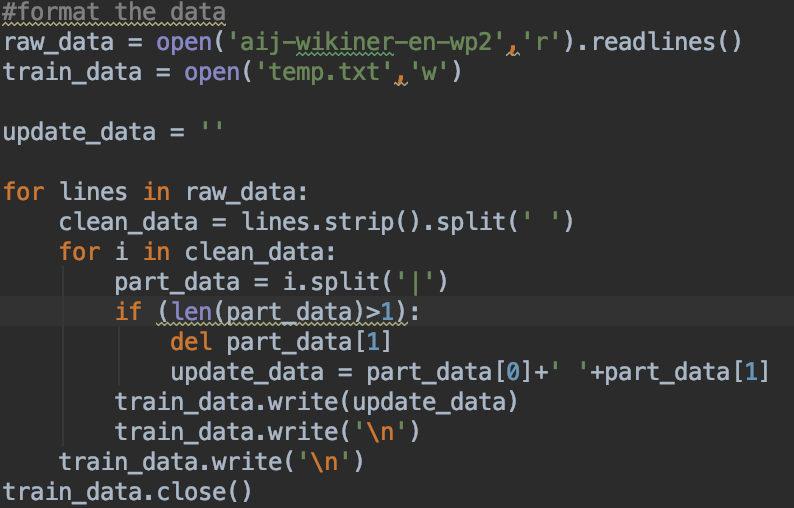 #format the data
raw_data = open('aij-wikiner-en-wp2','r').readlines()
train_data = open('temp.txt','w')

update_data = ''

for lines in raw_data:
    clean_data = lines.strip().split(' ')
    for i in clean_data:
        part_data = i.split('|')
        if (len(part_data)>1):
            del part_data[1]
            update_data = part_data[0]+' '+part_data[1]
        train_data.write(update_data)
        train_data.write('\n')
    train_data.write('\n')
train_data.close()